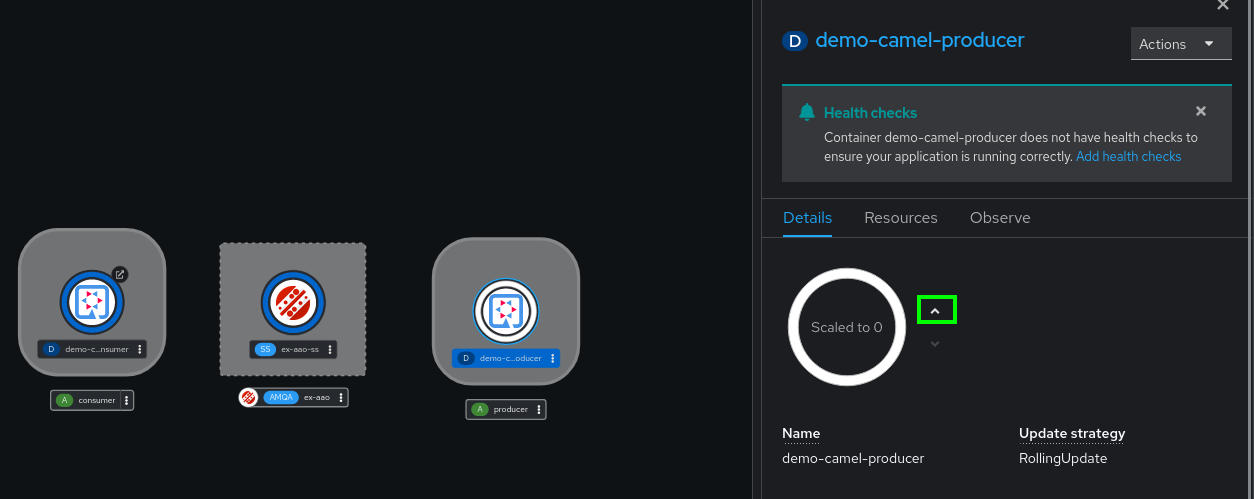 D demo-c...nsumer
A consumer
SS ex-aao-ss
AMQA ex-aao
D demo-c...oducer
A producer
D demo-camel-producer
Actions
Health checks
Container demo-camel-producer does not have health checks to
ensure your application is running correctly. Add health checks
Details Resources Observe
Scaled to 0
Name
demo-camel-producer
Update strategy
RollingUpdate